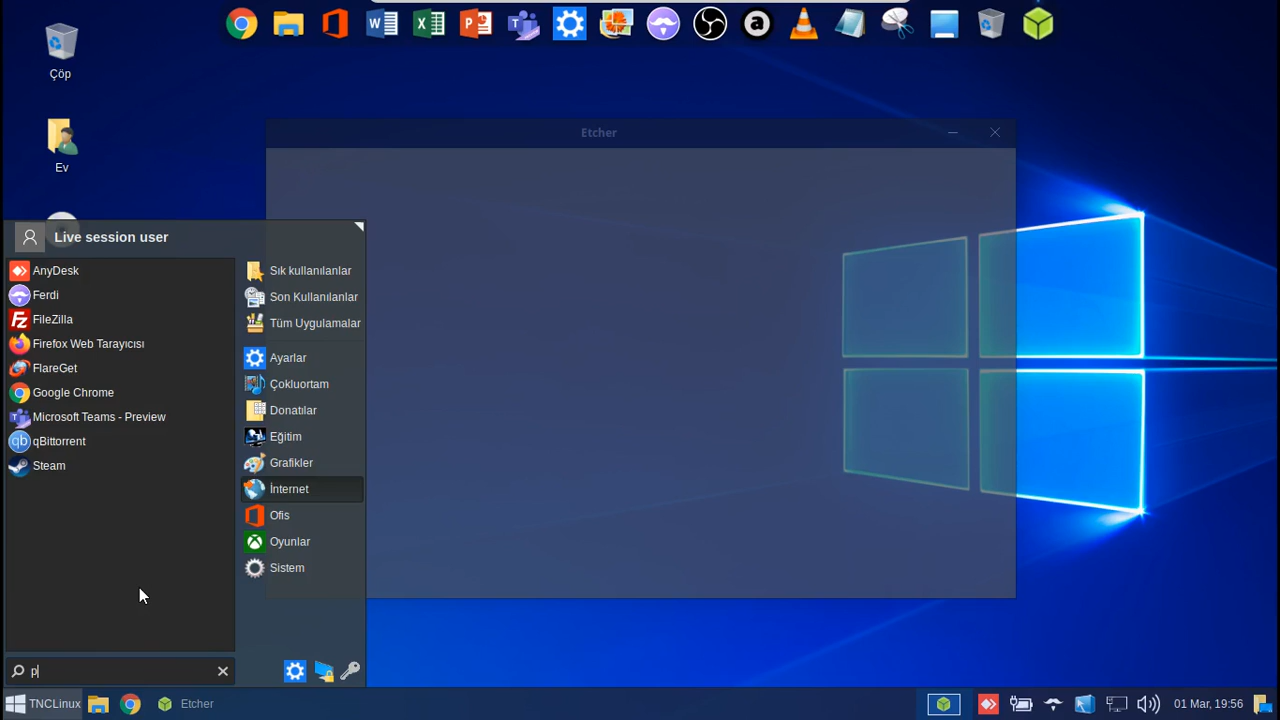 Çöp
Ev
Etcher
Live session user
AnyDesk
Ferdi
FileZilla
Firefox Web Tarayıcısı
FlareGet
Google Chrome
Microsoft Teams - Preview
qBittorrent
Steam
Sık kullanılanlar
Son Kullanılanlar
Tüm Uygulamalar
Ayarlar
Çokluortam
Donatılar
Eğitim
Grafikler
İnternet
Ofis
Oyunlar
Sistem
p
TNCLinux
Etcher
01 Mar, 19:56